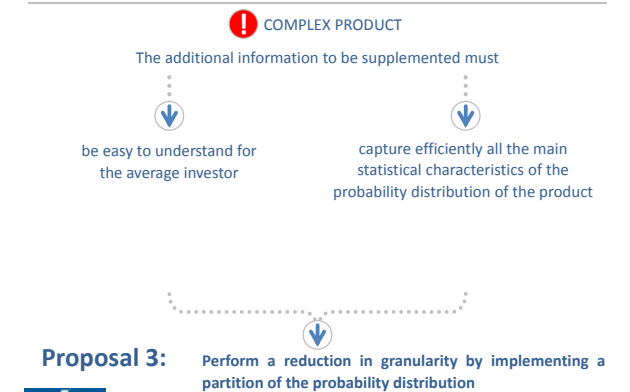 COMPLEX PRODUCT
The additional information to be supplemented must
be easy to understand for
the average investor
capture efficiently all the main
statistical characteristics of the
probability distribution of the product
Proposal 3: Perform a reduction in granularity by implementing a
partition of the probability distribution